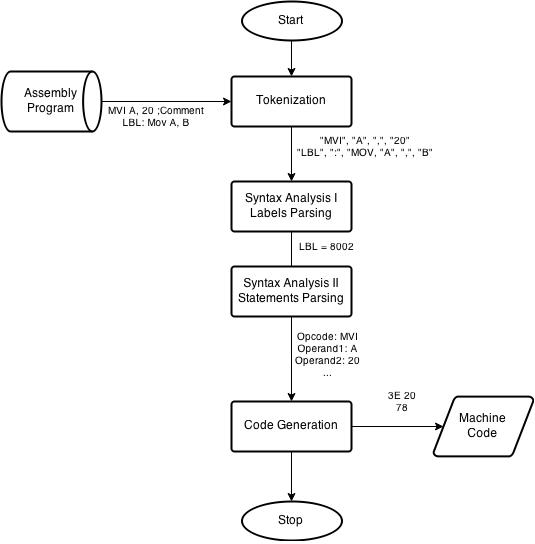 Start
Assembly
Program
MVI A, 20 ;Comment
LBL: Mov A, B
Tokenization
"MVI", "A", ",", "20"
"LBL", ":", "MOV, "A", ",", "B"
Syntax Analysis I
Labels Parsing
LBL = 8002
Syntax Analysis II
Statements Parsing
Opcode: MVI
Operand1: A
Operand2: 20
...
Code Generation
3E 20
78
Machine
Code
Stop